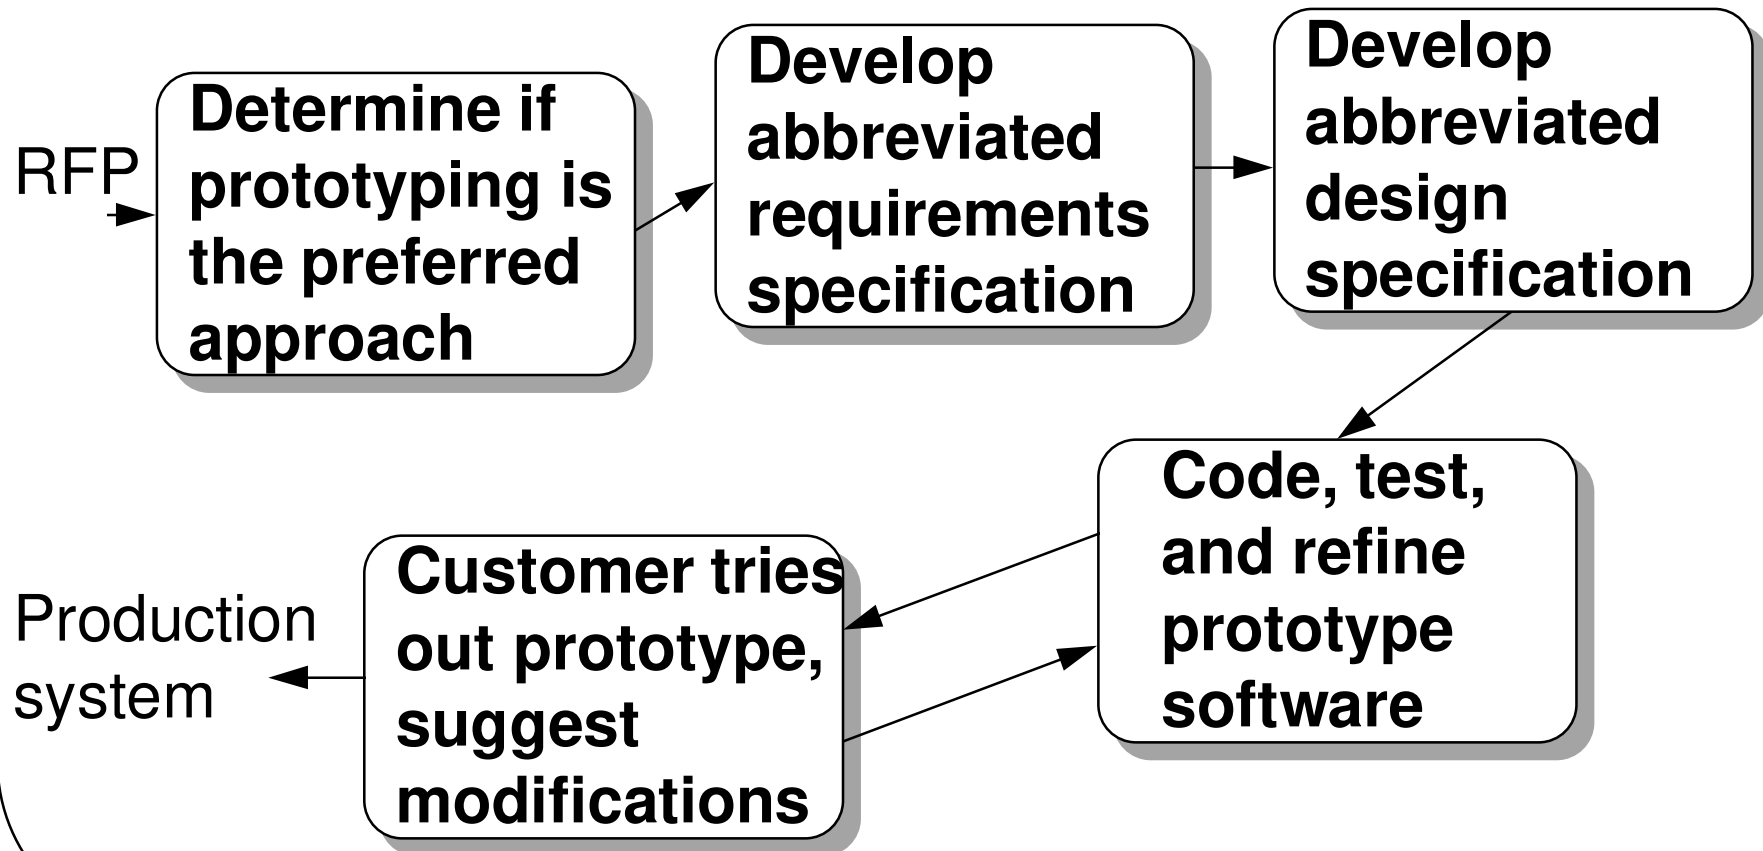 RFP
Determine if
prototyping is
the preferred
approach
Develop
abbreviated
requirements
specification
Develop
abbreviated
design
specification
Code, test,
and refine
prototype
software
Customer tries
out prototype,
suggest
modifications
Production
system